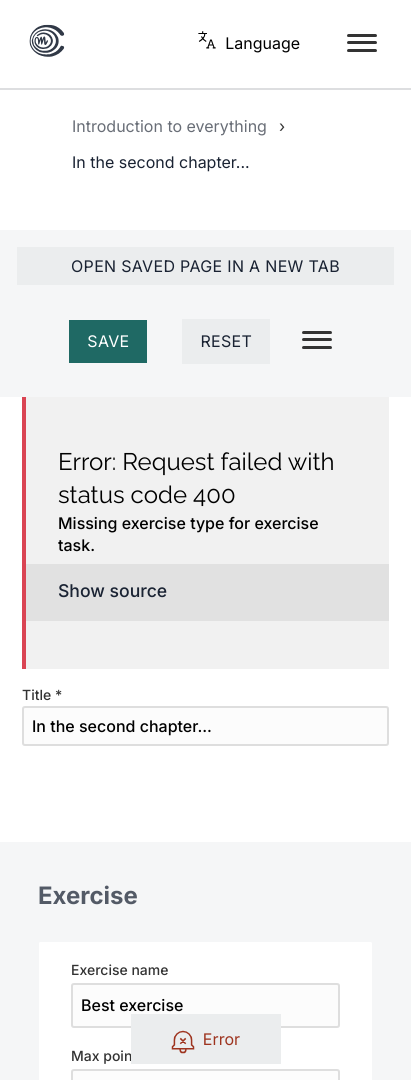 Language
Introduction to everything ›
In the second chapter...
OPEN SAVED PAGE IN A NEW TAB
SAVE
RESET
Error: Request failed with
status code 400
Missing exercise type for exercise
task.
Show source
Title *
In the second chapter...
Exercise
Exercise name
Best exercise
Error
Max poin